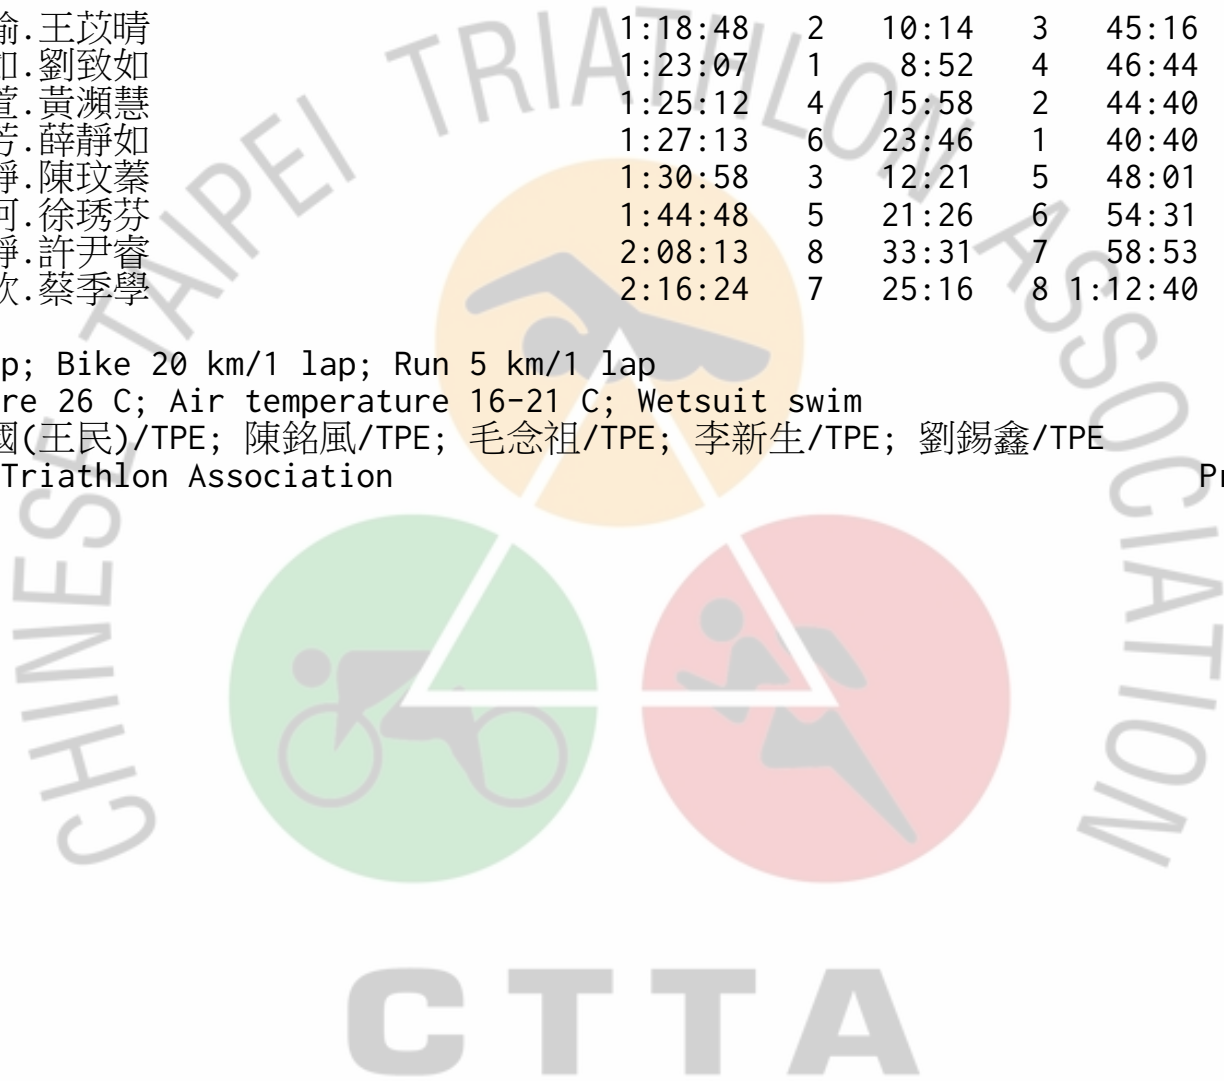 .王苡晴 1:18:48 2 10:14 3 45:16
如.劉致如 1:23:07 1 8:52 4 46:44
萱.黃瀕慧 1:25:12 4 15:58 2 44:40
芳.薛靜如 1:27:13 6 23:46 1 40:40
.陳玟蓁 1:30:58 3 12:21 5 48:01
.徐琇芬 1:44:48 5 21:26 6 54:31
.許尹睿 2:08:13 8 33:31 7 58:53
.蔡季學 2:16:24 7 25:16 8 1:12:40
p; Bike 20 km/1 lap; Run 5 km/1 lap
re 26 C; Air temperature 16-21 C; Wetsuit swim
國(王民)/TPE; 陳銘風/TPE; 毛念祖/TPE; 李新生/TPE; 劉錫鑫/TPE
Triathlon Association Pr
CHINESE TAIPEI TRIATHLON ASSOCIATION
CTTA